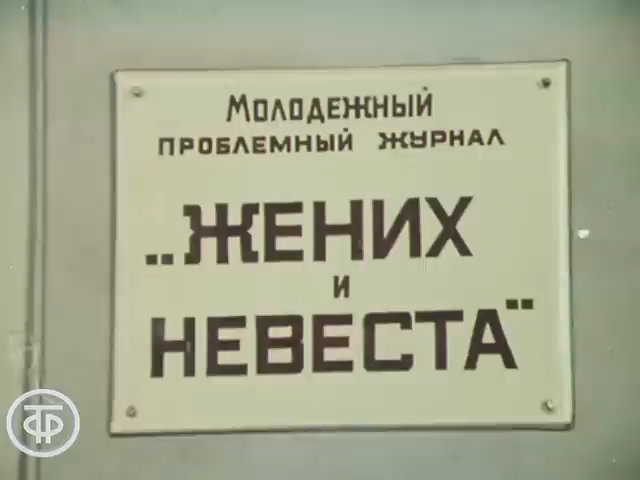 Молодежный
проблемный журнал
„ЖЕНИХ
и
НЕВЕСТА"